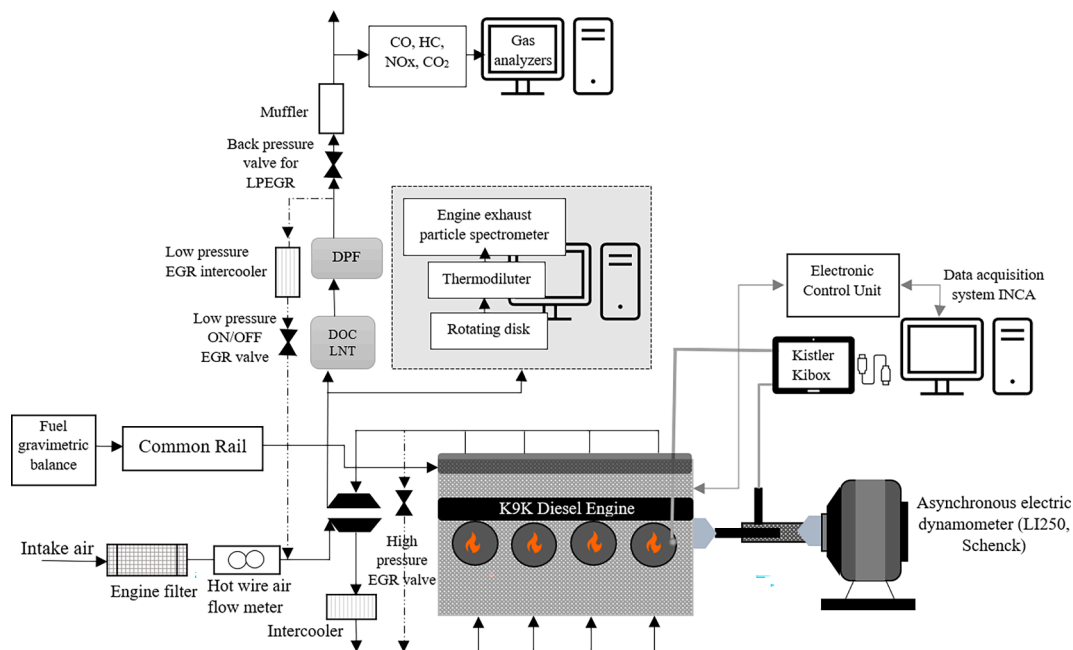 CO, HC,
NOx, CO₂
Gas
analyzers
Muffler
Back pressure
valve for
LPEGR
Engine exhaust
particle spectrometer
Thermodiluter
Rotating disk
Low pressure
EGR intercooler
DPF
Low pressure
ON/OFF
EGR valve
DOC
LNT
Electronic
Control Unit
Data acquisition
system INCA
Kistler
Kibox
Fuel
gravimetric
balance
Common Rail
K9K Diesel Engine
Asynchronous electric
dynamometer (LI250,
Schenck)
Intake air
Engine filter
Hot wire air
flow meter
High
pressure
EGR valve
Intercooler